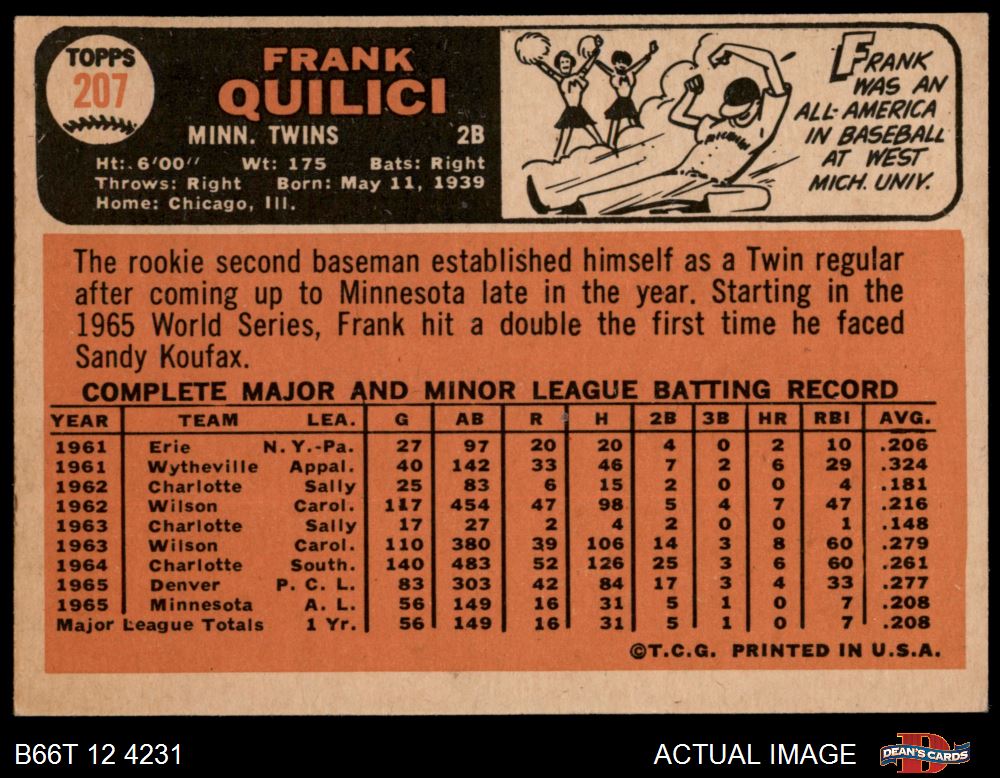 TOPPS
207
FRANK
QUILICI
MINN. TWINS 2B
Ht: 6'00" Wt: 175 Bats: Right
Throws: Right Born: May 11, 1939
Home: Chicago, Ill.
FRANK
WAS AN
ALL-AMERICA
IN BASEBALL
AT WEST
MICH. UNIV.
The rookie second baseman established himself as a Twin regular
after coming up to Minnesota late in the year. Starting in the
1965 World Series, Frank hit a double the first time he faced
Sandy Koufax.
COMPLETE MAJOR AND MINOR LEAGUE BATTING RECORD
YEAR TEAM LEA. G AB R H 2B 3B HR RBI AVG.
1961 Erie N.Y.-Pa. 27 97 20 20 4 0 2 10 .206
1961 Wytheville Appal. 40 142 33 46 7 2 6 29 .324
1962 Charlotte Sally 25 83 6 15 2 0 0 4 .181
1962 Wilson Carol. 117 454 47 98 5 4 7 47 .216
1963 Charlotte Sally 17 27 2 4 2 0 0 1 .148
1963 Wilson Carol. 110 380 39 106 14 3 8 60 .279
1964 Charlotte South. 140 483 52 126 25 3 6 60 .261
1965 Denver P.C.L. 83 303 42 84 17 3 4 33 .277
1965 Minnesota A.L. 56 149 16 31 5 1 0 7 .208
Major League Totals 1 Yr. 56 149 16 31 5 1 0 7 .208
©T.C.G. PRINTED IN U.S.A.
B66T 12 4231 ACTUAL IMAGE DEAN'S CARDS